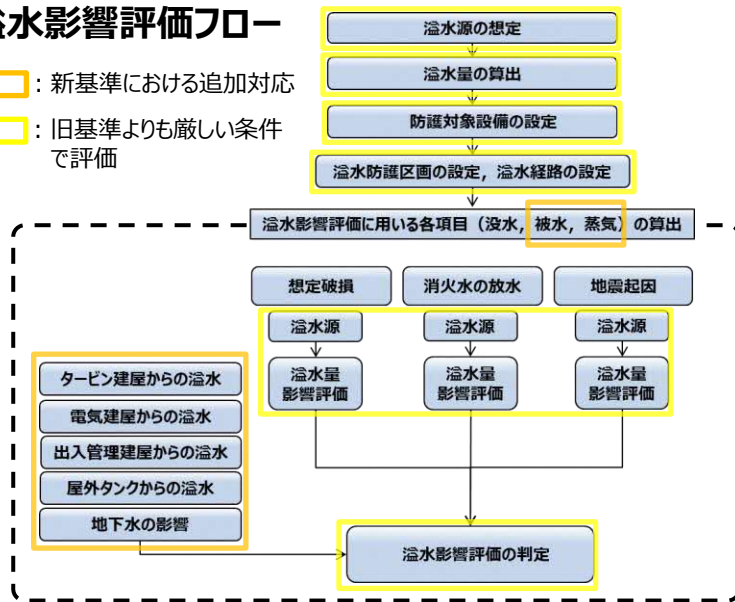 水影響評価フロー
：新基準における追加対応
：旧基準よりも厳しい条件
で評価
溢水源の想定
溢水量の算出
防護対象設備の設定
溢水防護区画の設定，溢水経路の設定
溢水影響評価に用いる各項目（没水，被水，蒸気）の算出
想定破損
消火水の放水
地震起因
溢水源
溢水源
溢水源
溢水量
影響評価
溢水量
影響評価
溢水量
影響評価
タービン建屋からの溢水
電気建屋からの溢水
出入管理建屋からの溢水
屋外タンクからの溢水
地下水の影響
溢水影響評価の判定